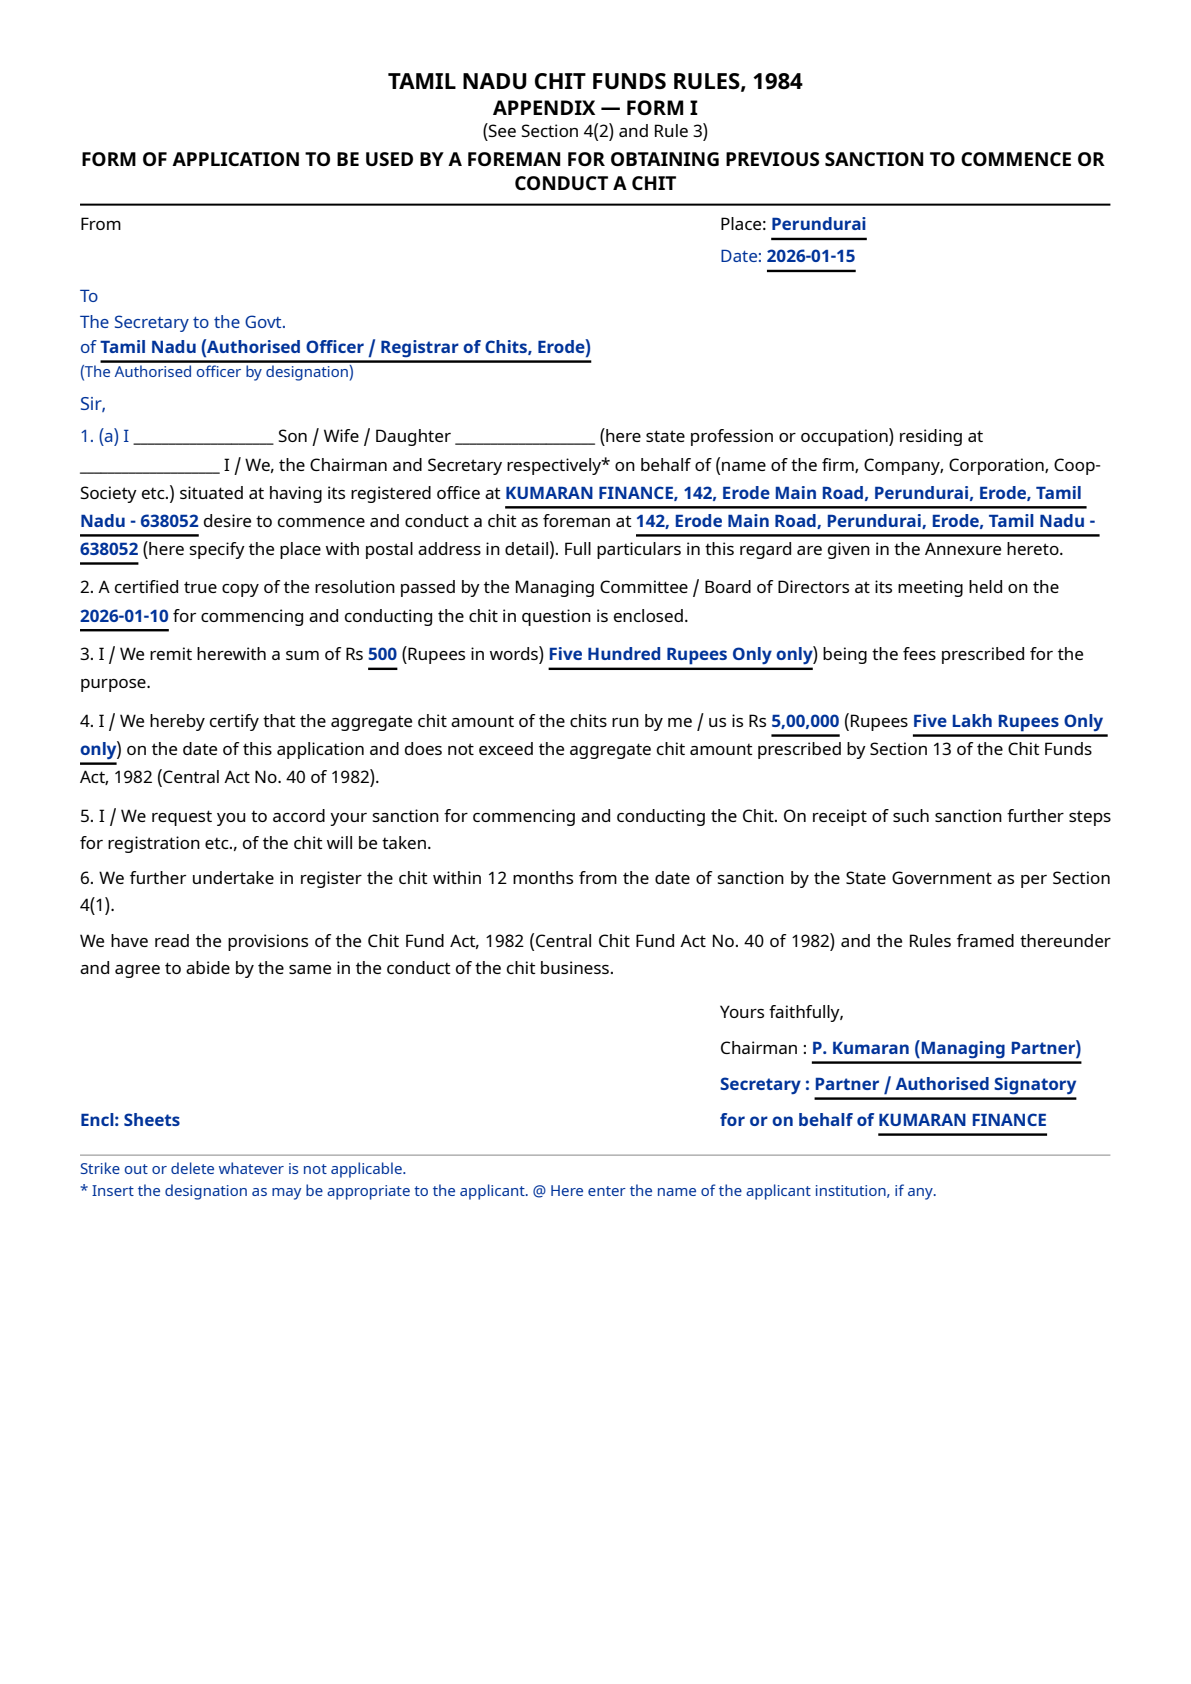 TAMIL NADU CHIT FUNDS RULES, 1984
APPENDIX — FORM I
(See Section 4(2) and Rule 3)
FORM OF APPLICATION TO BE USED BY A FOREMAN FOR OBTAINING PREVIOUS SANCTION TO COMMENCE OR
CONDUCT A CHIT
From
Place: Perundurai
Date: 2026-01-15
To
The Secretary to the Govt.
of Tamil Nadu (Authorised Officer / Registrar of Chits, Erode)
(The Authorised officer by designation)
Sir,
1. (a) I _________________ Son / Wife / Daughter _________________ (here state profession or occupation) residing at
_________________ I / We, the Chairman and Secretary respectively* on behalf of (name of the firm, Company, Corporation, Coop-
Society etc.) situated at having its registered office at KUMARAN FINANCE, 142, Erode Main Road, Perundurai, Erode, Tamil
Nadu - 638052 desire to commence and conduct a chit as foreman at 142, Erode Main Road, Perundurai, Erode, Tamil Nadu -
638052 (here specify the place with postal address in detail). Full particulars in this regard are given in the Annexure hereto.
2. A certified true copy of the resolution passed by the Managing Committee / Board of Directors at its meeting held on the
2026-01-10 for commencing and conducting the chit in question is enclosed.
3. I / We remit herewith a sum of Rs 500 (Rupees in words) Five Hundred Rupees Only only) being the fees prescribed for the
purpose.
4. I / We hereby certify that the aggregate chit amount of the chits run by me / us is Rs 5,00,000 (Rupees Five Lakh Rupees Only
only) on the date of this application and does not exceed the aggregate chit amount prescribed by Section 13 of the Chit Funds
Act, 1982 (Central Act No. 40 of 1982).
5. I / We request you to accord your sanction for commencing and conducting the Chit. On receipt of such sanction further steps
for registration etc., of the chit will be taken.
6. We further undertake in register the chit within 12 months from the date of sanction by the State Government as per Section
4(1).
We have read the provisions of the Chit Fund Act, 1982 (Central Chit Fund Act No. 40 of 1982) and the Rules framed thereunder
and agree to abide by the same in the conduct of the chit business.
Yours faithfully,
Chairman : P. Kumaran (Managing Partner)
Secretary : Partner / Authorised Signatory
Encl: Sheets
for or on behalf of KUMARAN FINANCE
Strike out or delete whatever is not applicable.
* Insert the designation as may be appropriate to the applicant. @ Here enter the name of the applicant institution, if any.